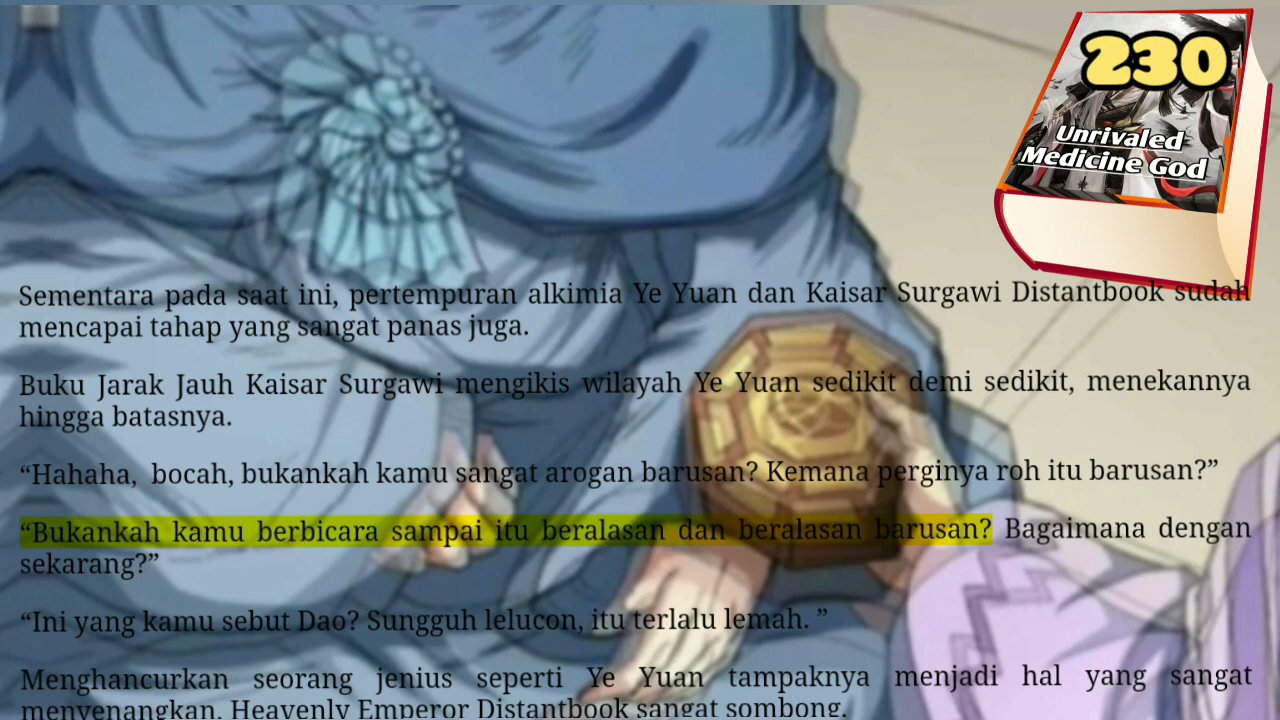 230
Unrivaled
Medicine God
Sementara pada saat ini, pertempuran alkimia Ye Yuan dan Kaisar Surgawi Distantbook sudah
mencapai tahap yang sangat panas juga.
Buku Jarak Jauh Kaisar Surgawi mengikis wilayah Ye Yuan sedikit demi sedikit, menekannya
hingga batasnya.
“Hahaha, bocah, bukankah kamu sangat arogan barusan? Kemana perginya roh itu barusan?”
“Bukankah kamu berbicara sampai itu beralasan dan beralasan barusan? Bagaimana dengan
sekarang?”
“Ini yang kamu sebut Dao? Sungguh lelucon, itu terlalu lemah. ”
Menghancurkan seorang jenius seperti Ye Yuan tampaknya menjadi hal yang sangat
menyenangkan. Heavenly Emperor Distantbook sangat sombong.